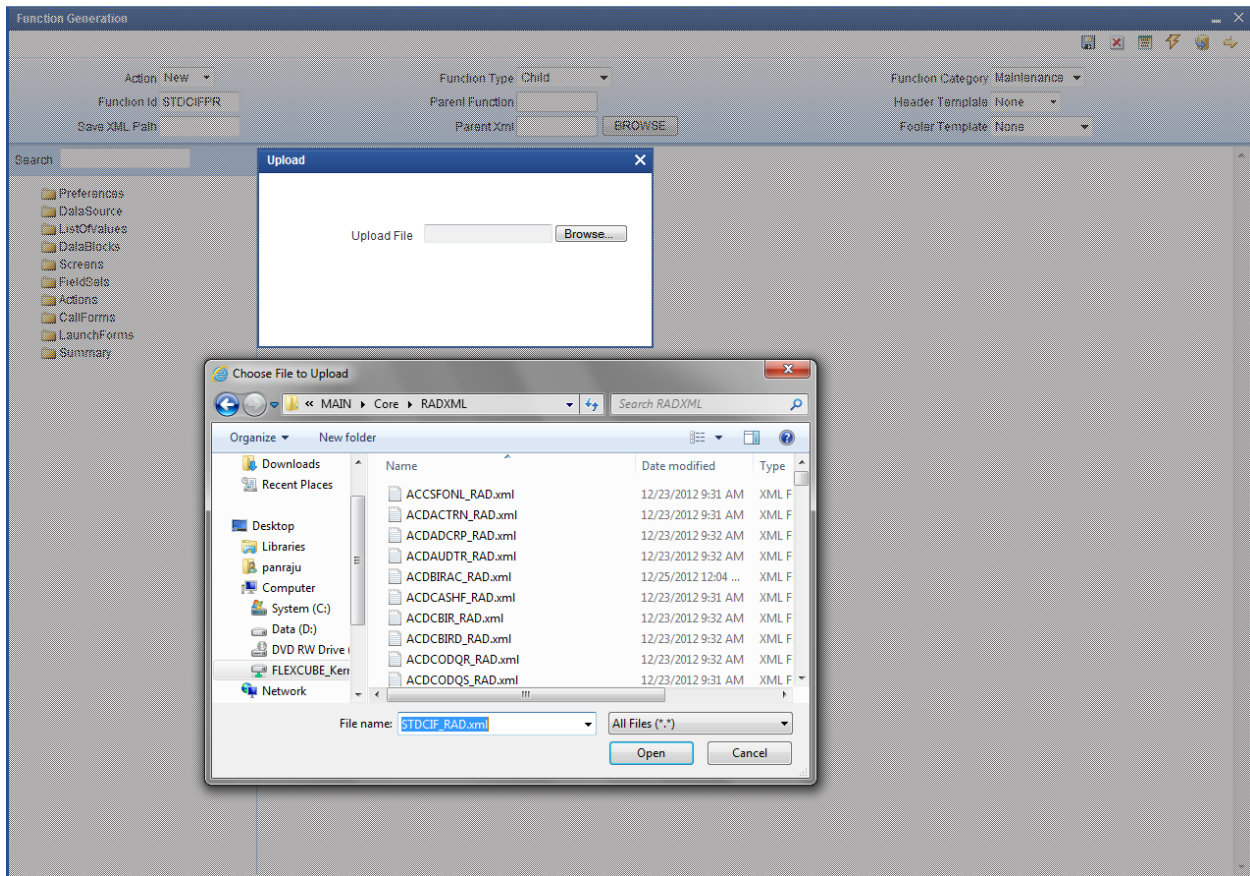 Function Generation
Action New Function Type Child Function Category Maintenance
Function Id STDCIFPR Parent Function Header Template None
Save XML Path Parent Xml BROWSE Footer Template None
Search
Preferences
DataSource
ListOfValues
DataBlocks
Screens
FieldSets
Actions
CallForms
LaunchForms
Summary
Upload
Upload File Browse...
Choose File to Upload
« MAIN Core RADXML Search RADXML
Organize New folder
Downloads
Recent Places
Desktop
Libraries
panraju
Computer
System (C:)
Data (D:)
DVD RW Drive (
FLEXCUBE_Kerr
Network
Name Date modified Type
ACCSFONL_RAD.xml 12/23/2012 9:31 AM XML F
ACDACTRN_RAD.xml 12/23/2012 9:31 AM XML F
ACDADCRP_RAD.xml 12/23/2012 9:32 AM XML F
ACDAUDTR_RAD.xml 12/23/2012 9:32 AM XML F
ACDBIRAC_RAD.xml 12/25/2012 12:04 ... XML F
ACDCASHF_RAD.xml 12/23/2012 9:31 AM XML F
ACDCBIR_RAD.xml 12/23/2012 9:32 AM XML F
ACDCBIRD_RAD.xml 12/23/2012 9:32 AM XML F
ACDCODQR_RAD.xml 12/23/2012 9:32 AM XML F
ACDCODQS_RAD.xml 12/23/2012 9:31 AM XML F
File name: STDCIF_RAD.xml All Files (*.*)
Open Cancel